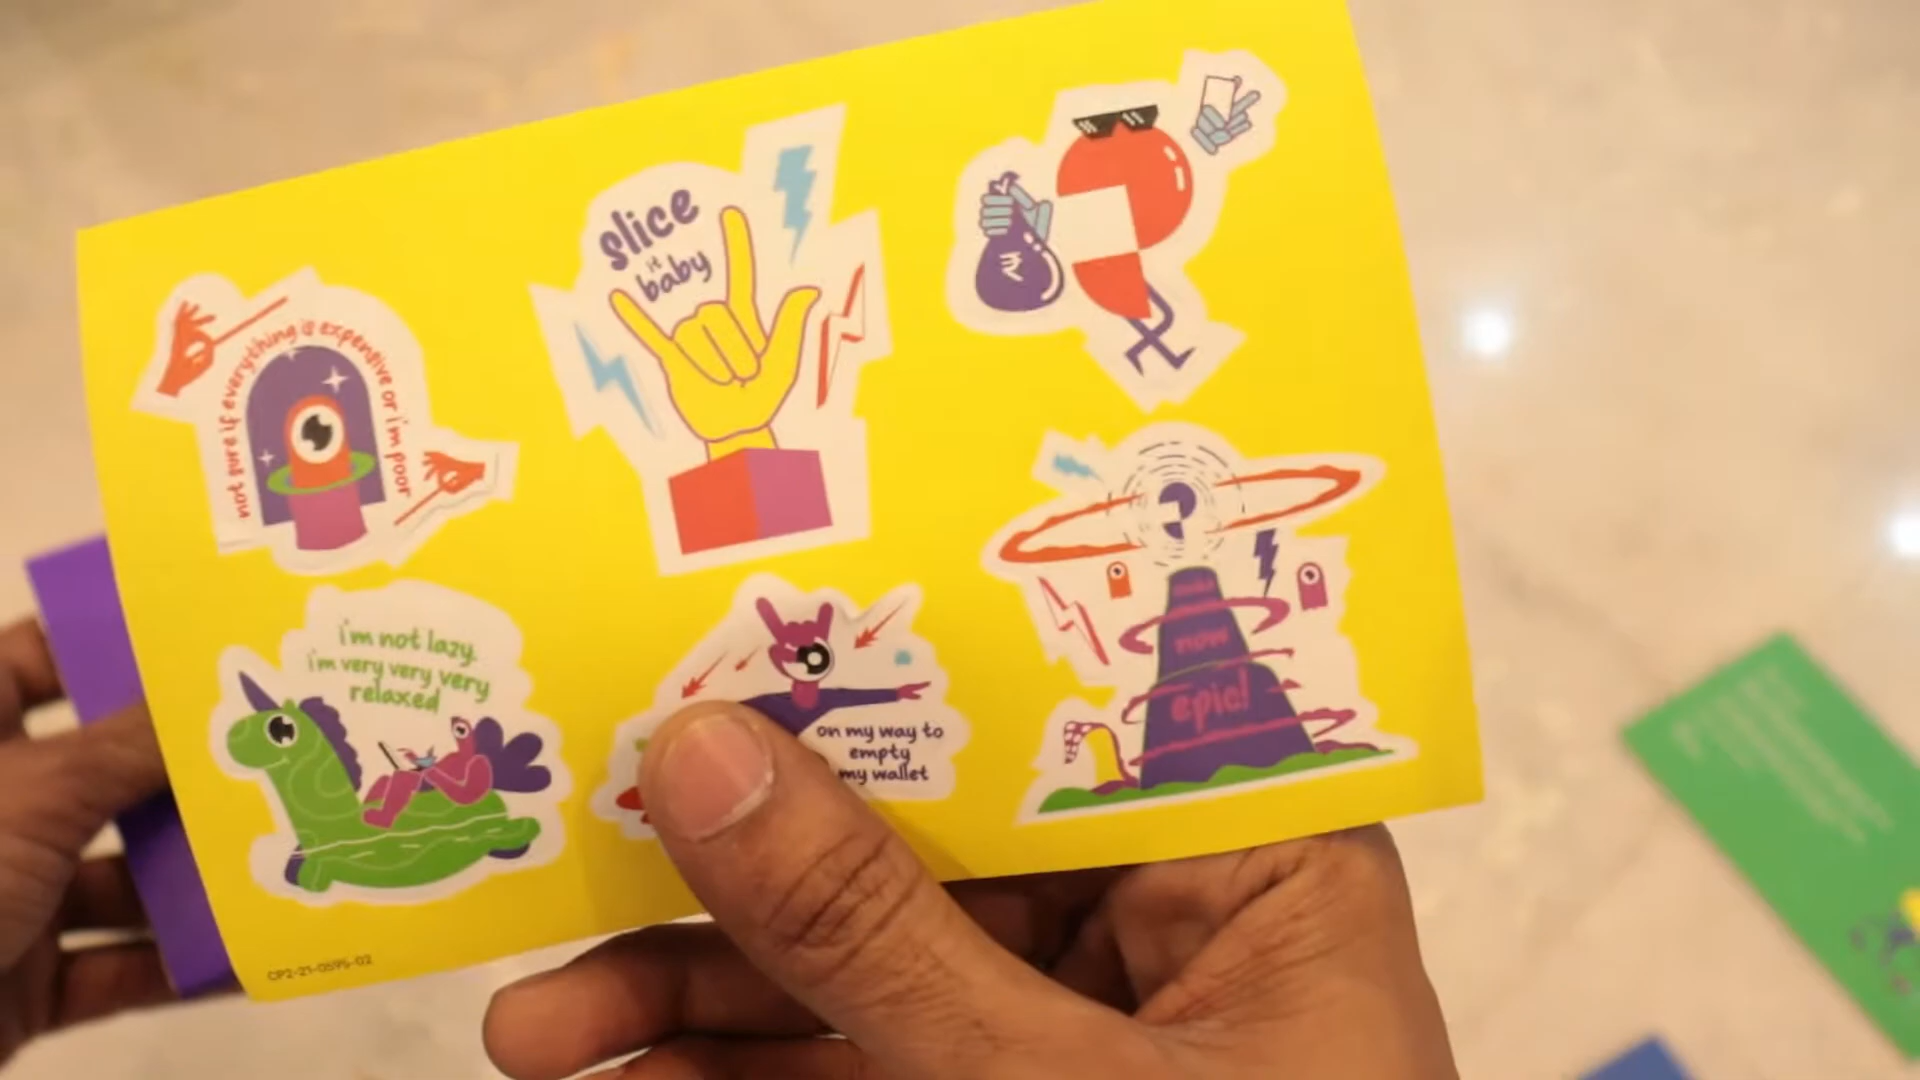 slice
it
baby
₹
not sure if everything is expensive or i'm poor
i'm not lazy.
i'm very very very
relaxed
on my way to
empty
my wallet
now
epic!
CP2-21-0595-02